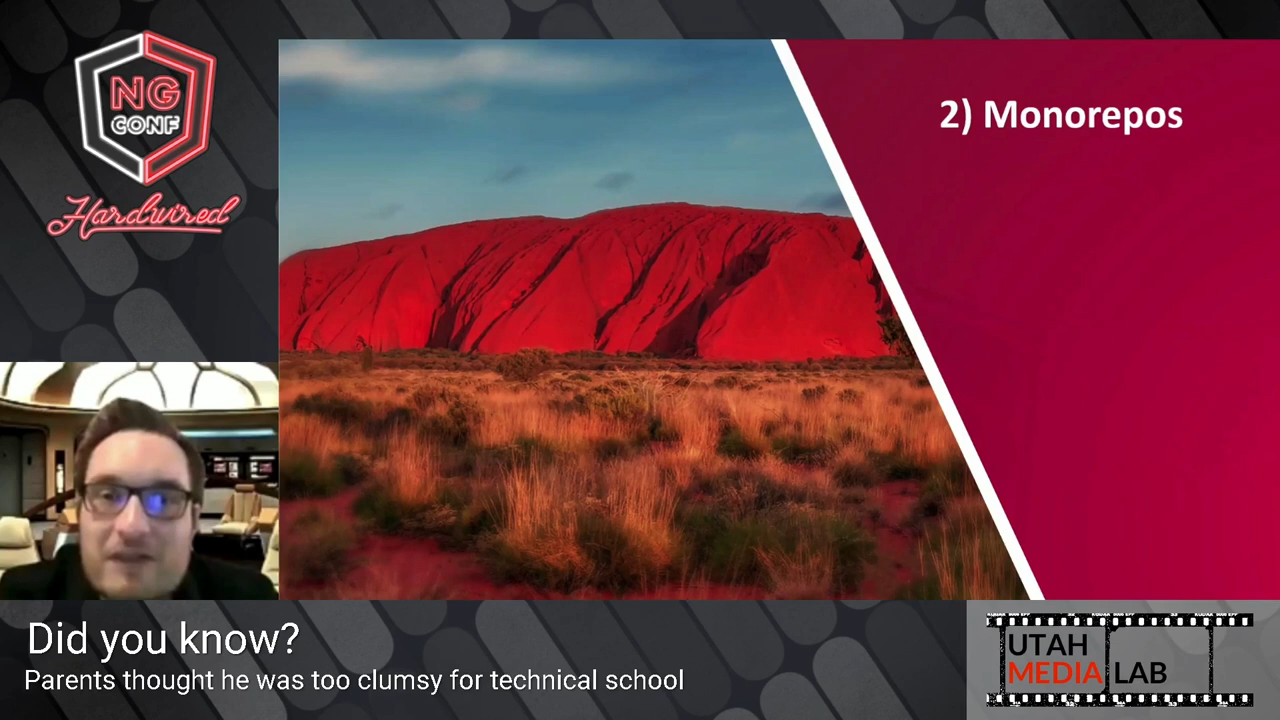 NG
CONF
Hardwired
2) Monorepos
Did you know?
Parents thought he was too clumsy for technical school
UTAH
MEDIA LAB